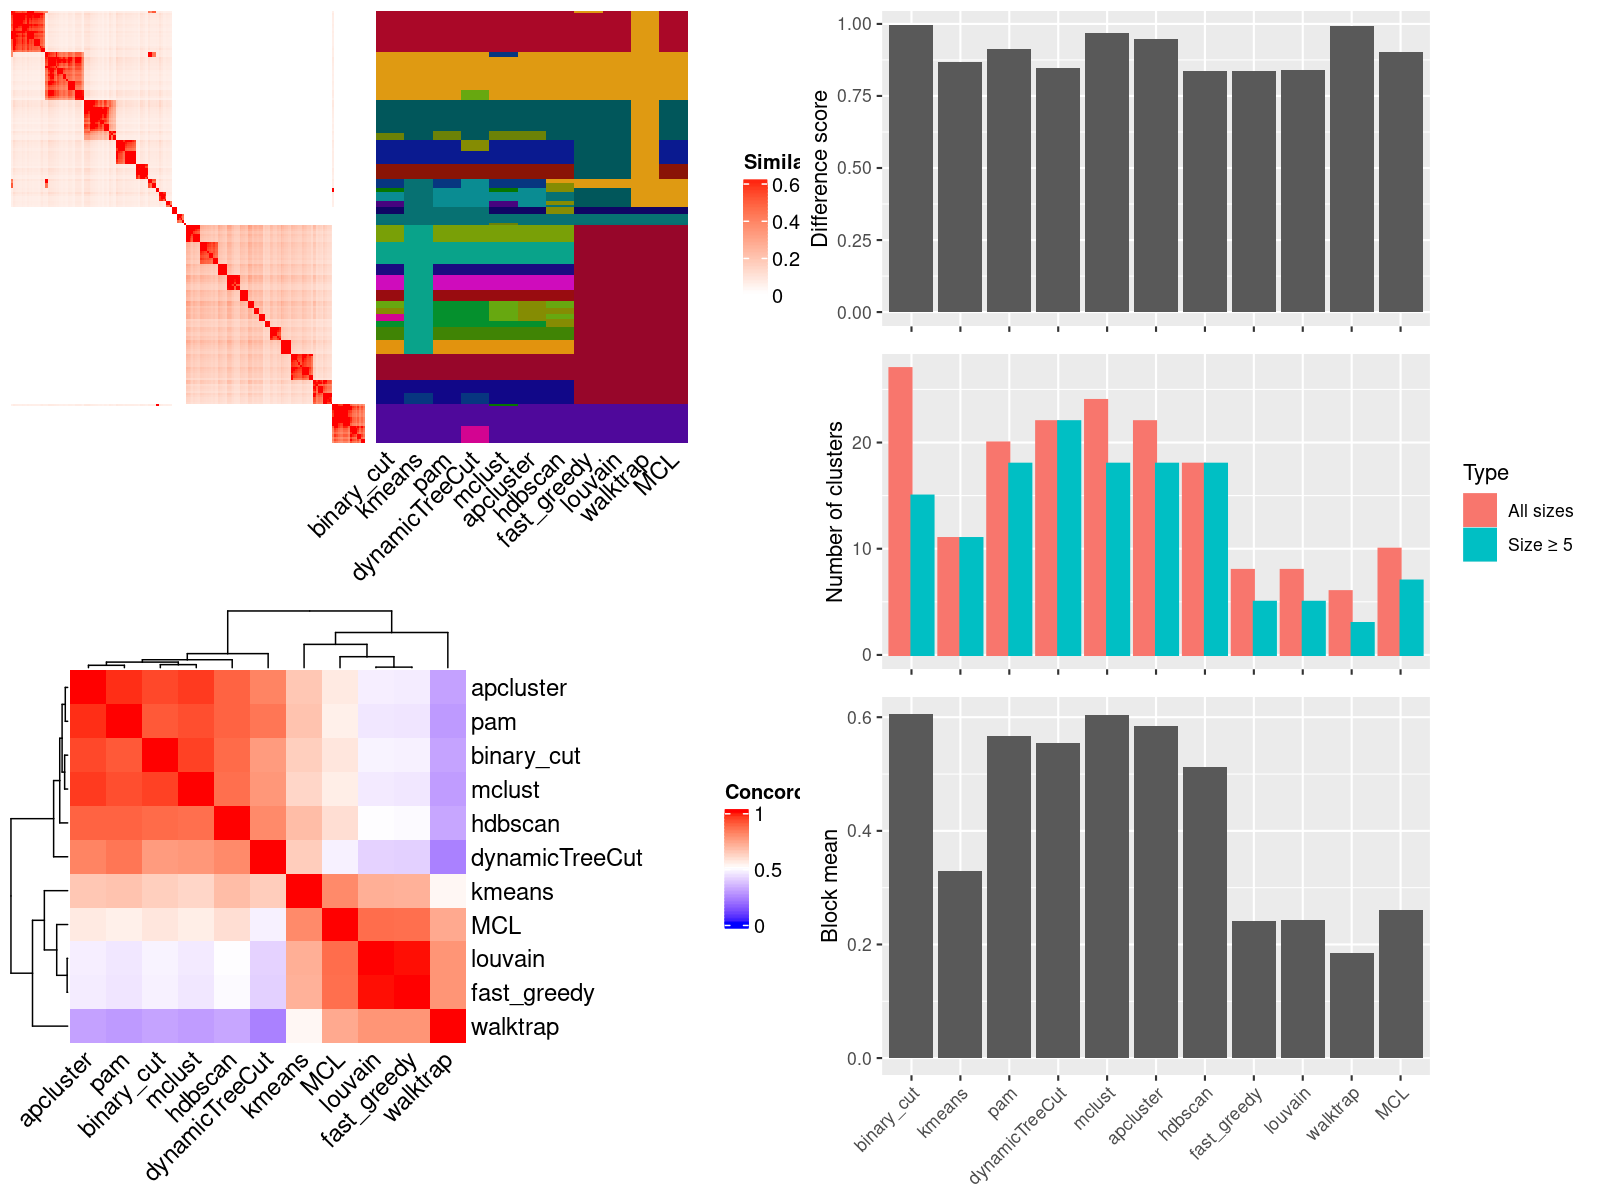 Simila
0.6
0.4
0.2
0
binary_cut
kmeans
pam
dynamicTreeCut
mclust
apcluster
hdbscan
fast_greedy
louvain
walktrap
MCL
apcluster
pam
binary_cut
mclust
hdbscan
dynamicTreeCut
kmeans
MCL
louvain
fast_greedy
walktrap
Concord
1
0.5
0
apcluster
pam
binary_cut
mclust
hdbscan
dynamicTreeCut
kmeans
MCL
louvain
fast_greedy
walktrap
Difference score
1.00
0.75
0.50
0.25
0.00
Number of clusters
20
10
0
Type
All sizes
Size ≥ 5
Block mean
0.6
0.4
0.2
0.0
binary_cut
kmeans
pam
dynamicTreeCut
mclust
apcluster
hdbscan
fast_greedy
louvain
walktrap
MCL